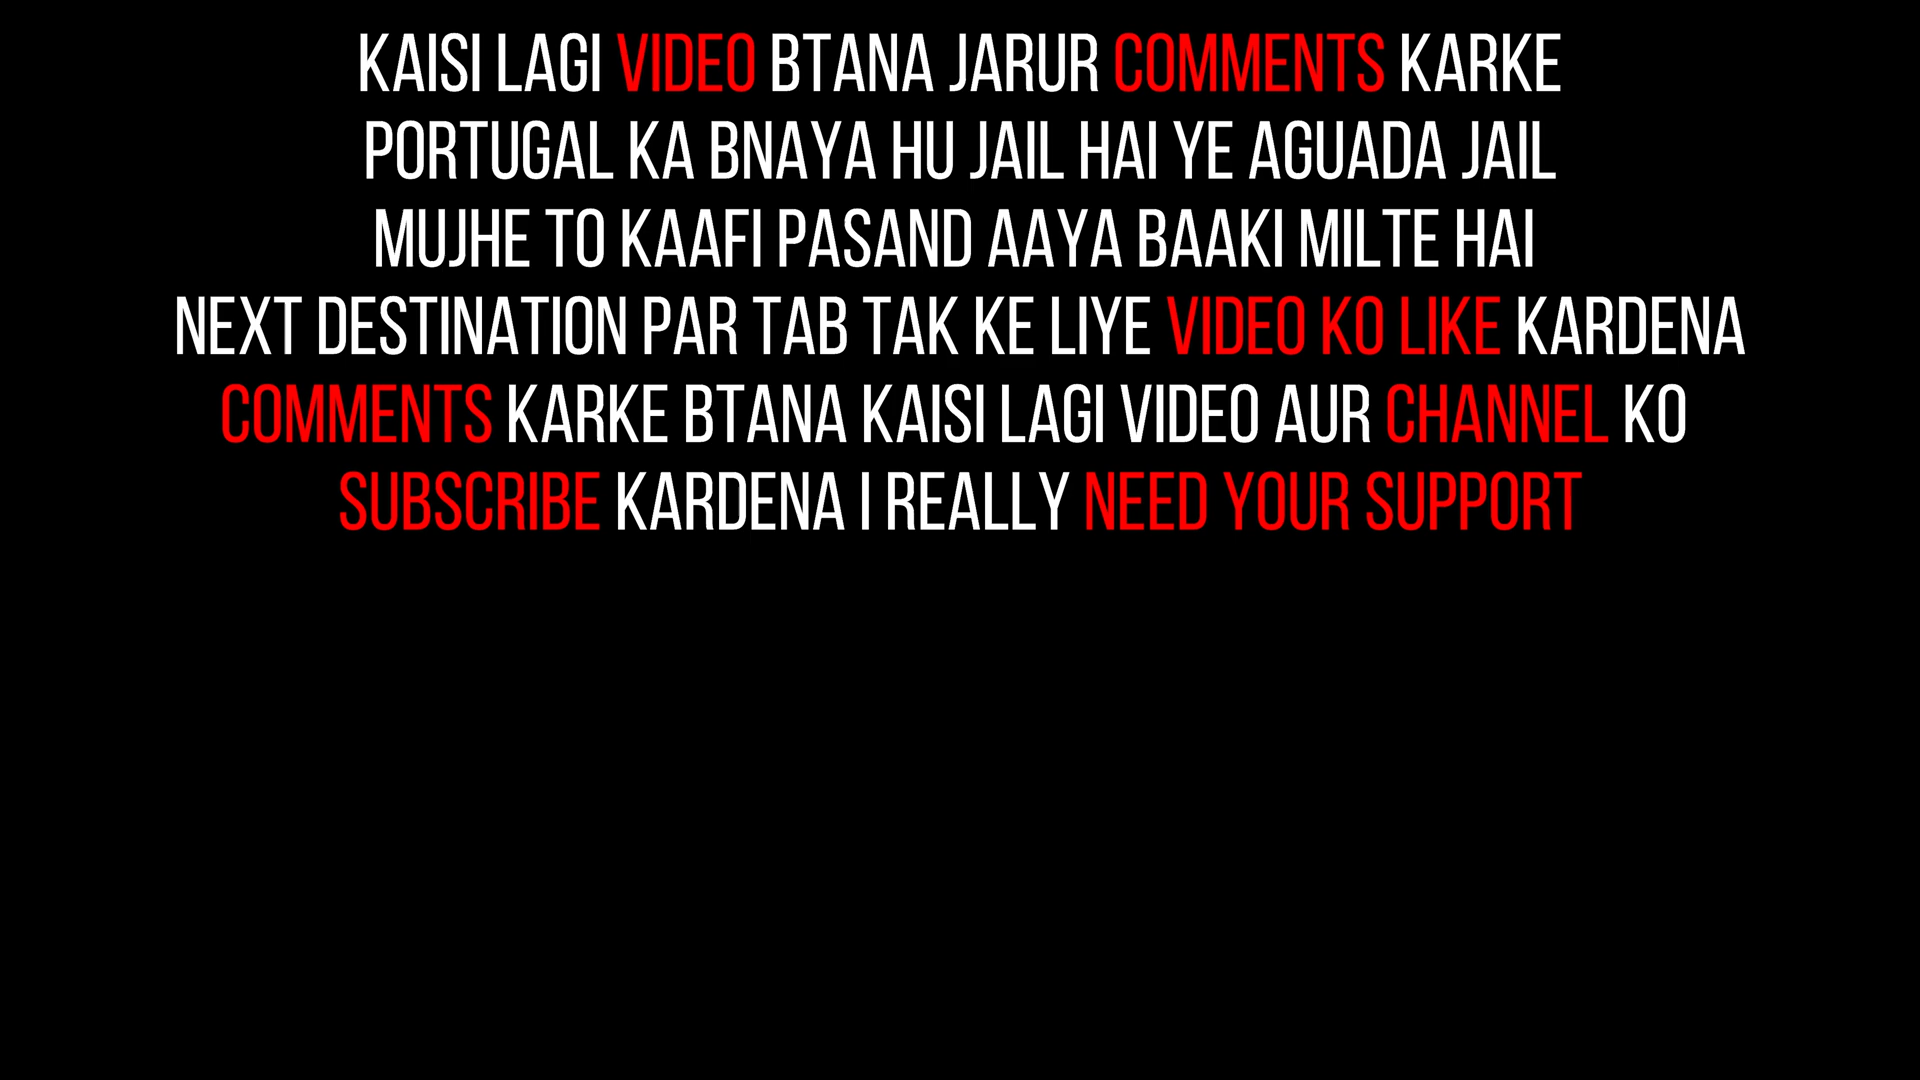 KAISI LAGI VIDEO BTANA JARUR COMMENTS KARKE
PORTUGAL KA BNAYA HU JAIL HAI YE AGUADA JAIL
MUJHE TO KAAFI PASAND AAYA BAAKI MILTE HAI
NEXT DESTINATION PAR TAB TAK KE LIYE VIDEO KO LIKE KARDENA
COMMENTS KARKE BTANA KAISI LAGI VIDEO AUR CHANNEL KO
SUBSCRIBE KARDENA I REALLY NEED YOUR SUPPORT